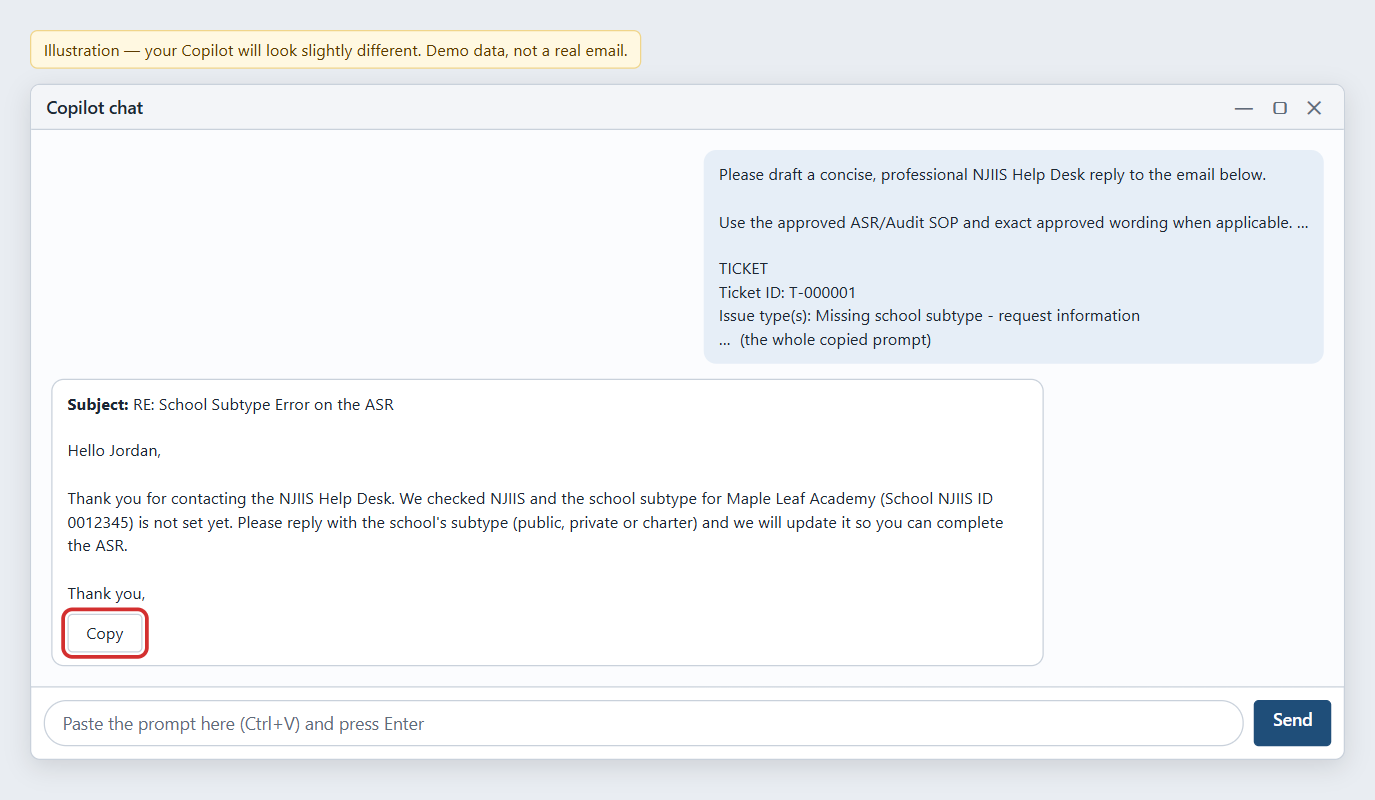 Illustration — your Copilot will look slightly different. Demo data, not a real email.
Copilot chat
Please draft a concise, professional NJIIS Help Desk reply to the email below.
Use the approved ASR/Audit SOP and exact approved wording when applicable. ...
TICKET
Ticket ID: T-000001
Issue type(s): Missing school subtype - request information
... (the whole copied prompt)
Subject: RE: School Subtype Error on the ASR
Hello Jordan,
Thank you for contacting the NJIIS Help Desk. We checked NJIIS and the school subtype for Maple Leaf Academy (School NJIIS ID
0012345) is not set yet. Please reply with the school's subtype (public, private or charter) and we will update it so you can complete
the ASR.
Thank you,
Copy
Paste the prompt here (Ctrl+V) and press Enter
Send